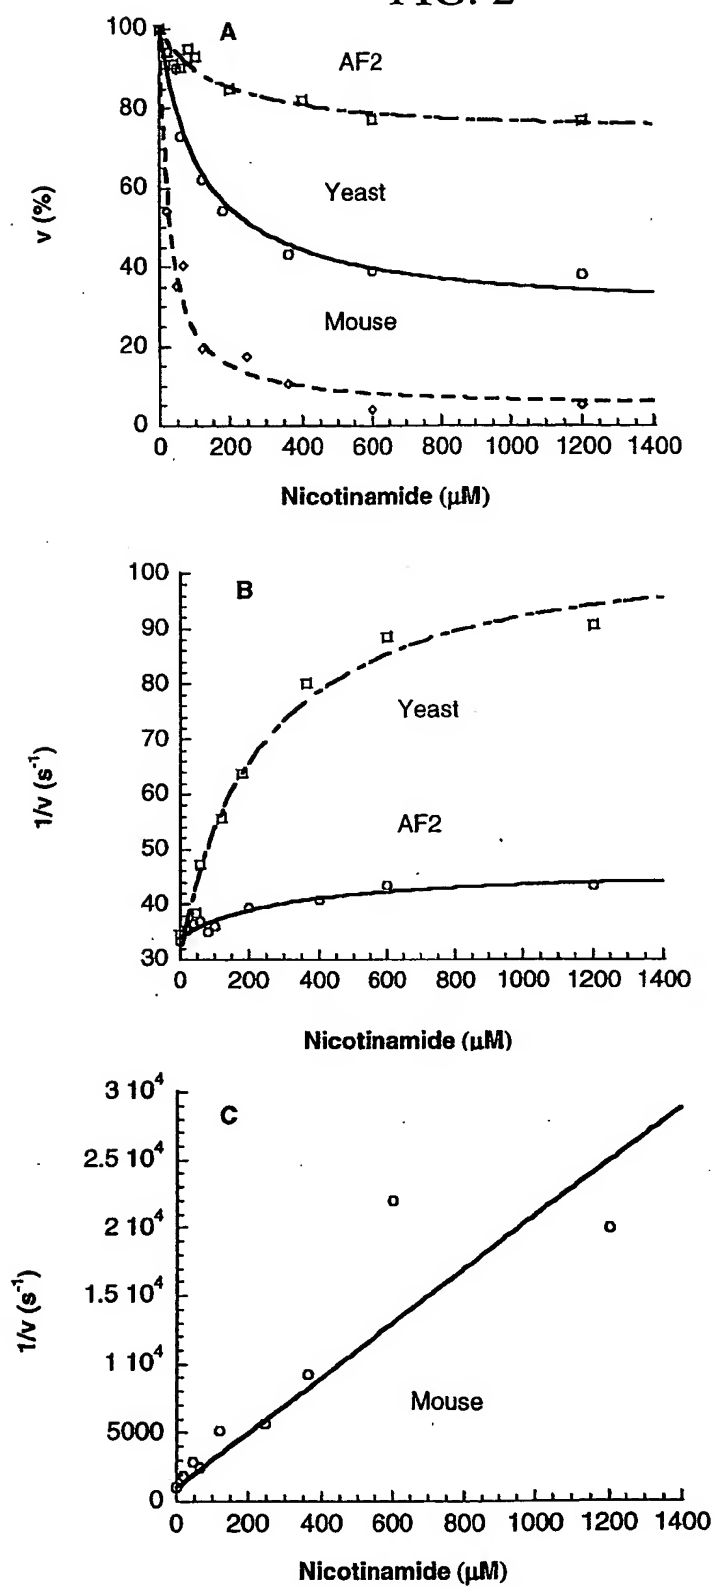 FIG. 2
100
A
AF2
80
60
Yeast
v (%)
40
Mouse
20
0
0 200 400 600 800 1000 1200 1400
Nicotinamide (µM)
100
B
90
80
Yeast
70
1/v (s⁻¹)
60
AF2
50
40
30
0 200 400 600 800 1000 1200 1400
Nicotinamide (µM)
3 10⁴
C
2.5 10⁴
2 10⁴
1.5 10⁴
1/v (s⁻¹)
1 10⁴
Mouse
5000
0
0 200 400 600 800 1000 1200 1400
Nicotinamide (µM)